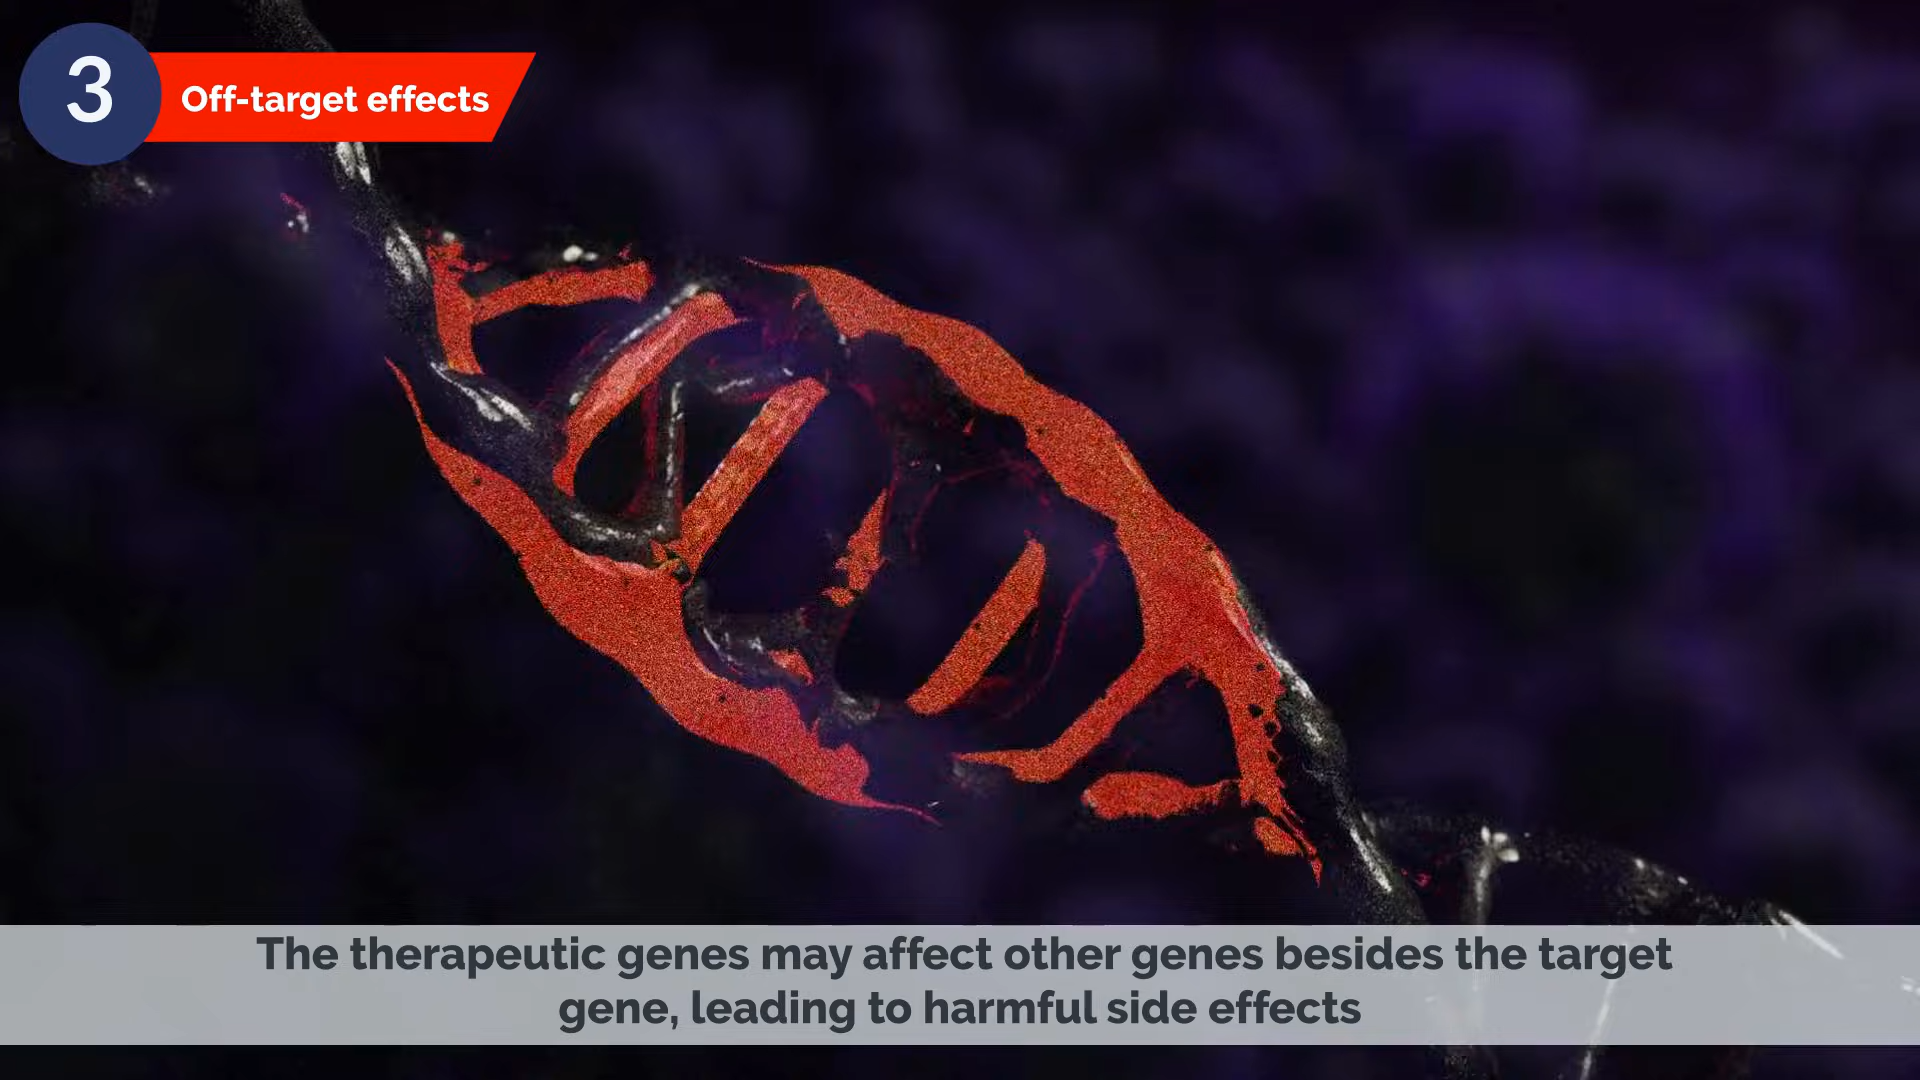 3
Off-target effects
The therapeutic genes may affect other genes besides the target
gene, leading to harmful side effects